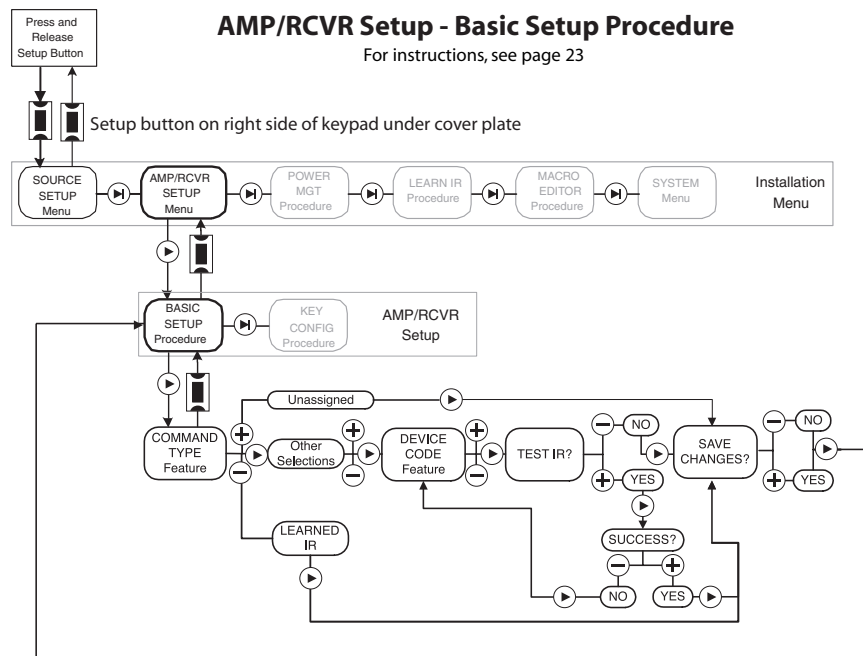 AMP/RCVR Setup - Basic Setup Procedure
For instructions, see page 23
Press and
Release
Setup Button
Setup button on right side of keypad under cover plate
SOURCE
SETUP
Menu
AMP/RCVR
SETUP
Menu
POWER
MGT
Procedure
LEARN IR
Procedure
MACRO
EDITOR
Procedure
SYSTEM
Menu
Installation
Menu
BASIC
SETUP
Procedure
KEY
CONFIG
Procedure
AMP/RCVR
Setup
COMMAND
TYPE
Feature
Unassigned
Other
Selections
DEVICE
CODE
Feature
TEST IR?
NO
YES
SAVE
CHANGES?
NO
YES
LEARNED
IR
SUCCESS?
NO
YES